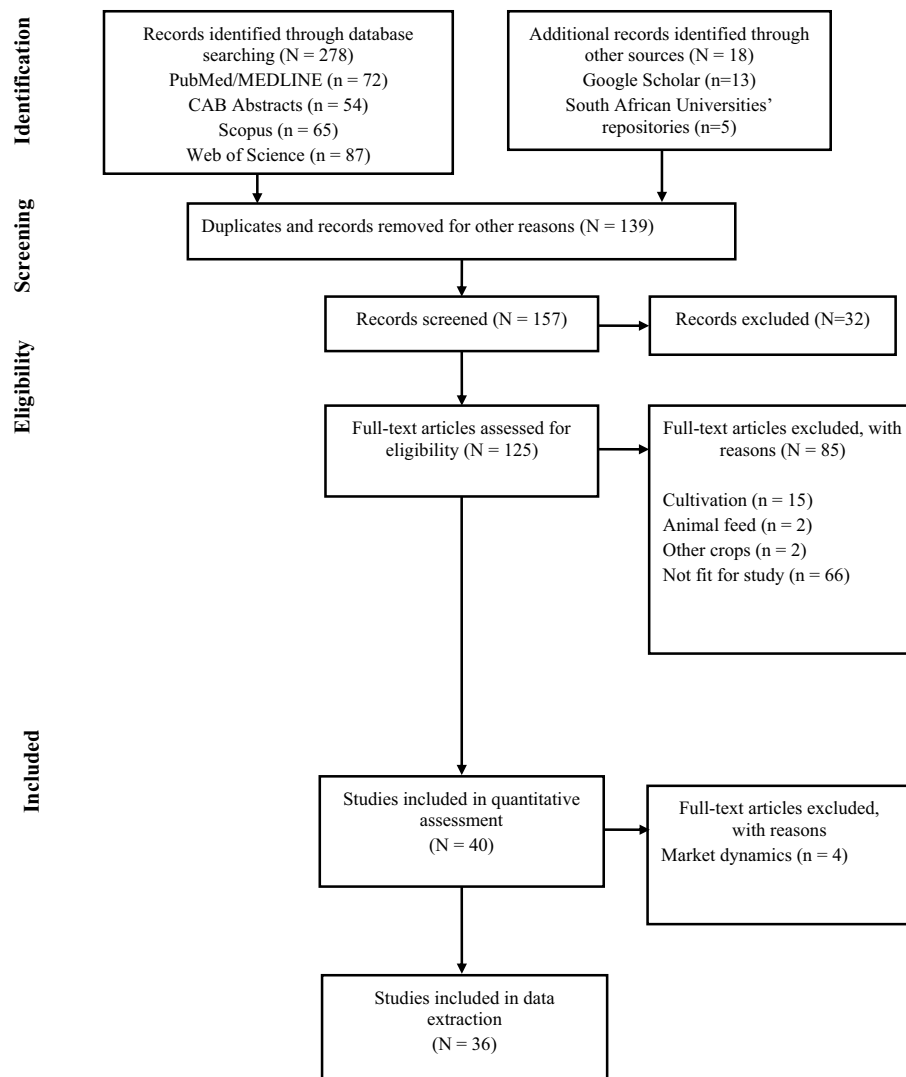 Identification
Records identified through database
searching (N = 278)
PubMed/MEDLINE (n = 72
CAB Abstracts (n = 54
Scopus (n = 65
Web of Science (n = 87)
Additional records identified through
other sources (N = 18
Google Scholar (n=13)
South African Universities’
repositories (n=5)
Screening
Duplicates and records removed for other reasons (N = 139)
Records screened (N = 157)
Records excluded (N=32)
Eligibility
Full-text articles assessed for
eligibility (N = 125)
Full-text articles excluded, with
reasons (N = 85)
Cultivation (n = 15)
Animal feed (n = 2)
Other crops (n = 2)
Not fit for study (n = 66)
Included
Studies included in quantitative
assessment
(N = 40)
Full-text articles excluded,
with reasons
Market dynamics (n = 4)
Studies included in data
extraction
(N = 36)